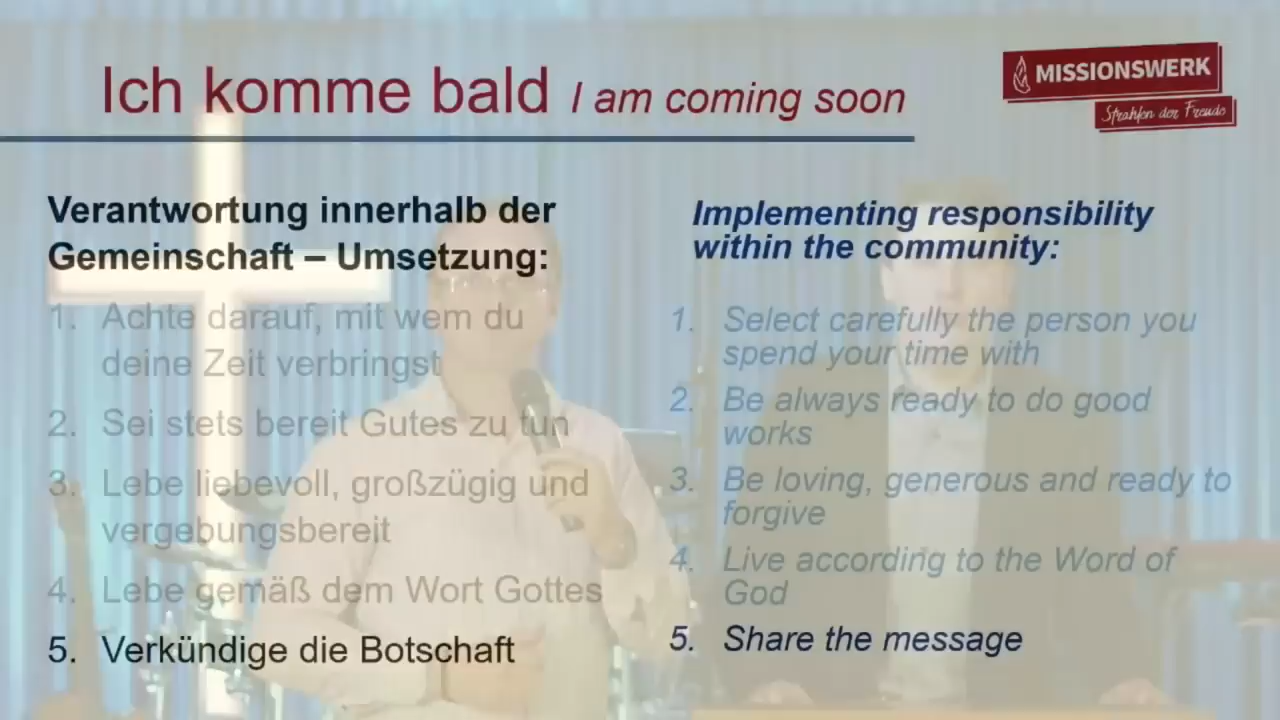 Ich komme bald I am coming soon
MISSIONSWERK
Strahlen der Freude
Verantwortung innerhalb der
Gemeinschaft – Umsetzung:
1. Achte darauf, mit wem du
deine Zeit verbringst
2. Sei stets bereit Gutes zu tun
3. Lebe liebevoll, großzügig und
vergebungsbereit
4. Lebe gemäß dem Wort Gottes
5. Verkündige die Botschaft
Implementing responsibility
within the community:
1. Select carefully the person you
spend your time with
2. Be always ready to do good
works
3. Be loving, generous and ready to
forgive
4. Live according to the Word of
God
5. Share the message